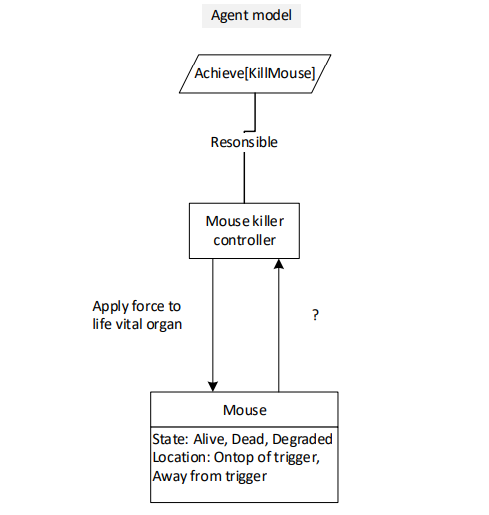 Agent model
Achieve[KillMouse]
Resonsible
Mouse killer
controller
Apply force to
life vital organ
?
Mouse
State: Alive, Dead, Degraded
Location: Ontop of trigger,
Away from trigger